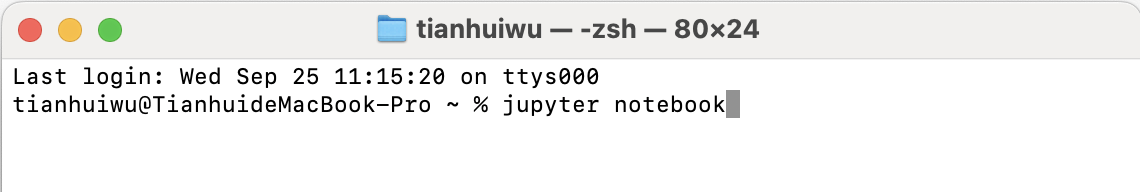 tianhuiwu — -zsh — 80×24
Last login: Wed Sep 25 11:15:20 on ttys000
tianhuiwu@TianhuideMacBook-Pro ~ % jupyter notebook